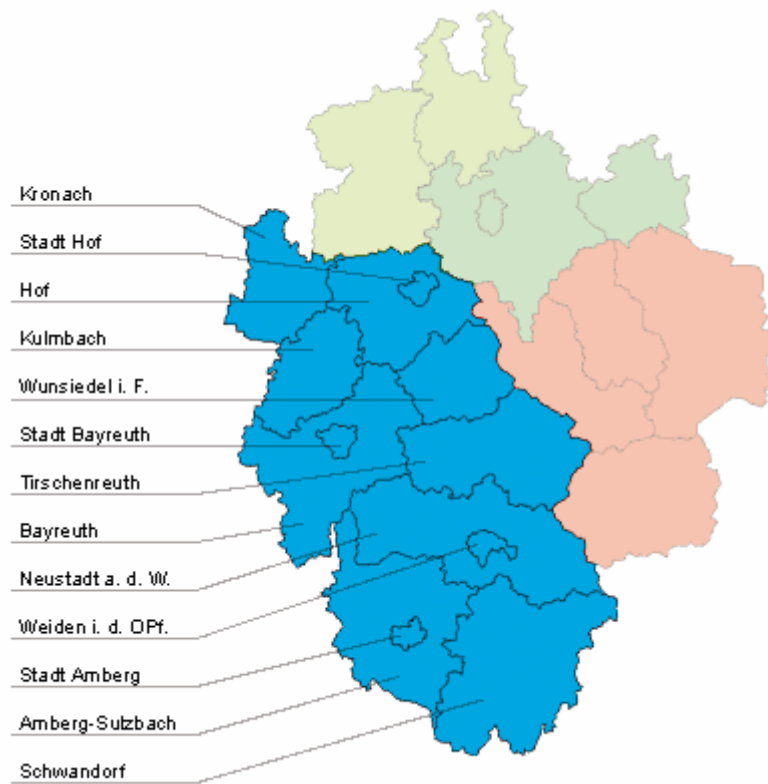 Kronach
Stadt Hof
Hof
Kulmbach
Wunsiedel i. F.
Stadt Bayreuth
Tirschenreuth
Bayreuth
Neustadt a. d. W.
Weiden i. d. OPf.
Stadt Amberg
Amberg-Sulzbach
Schwandorf